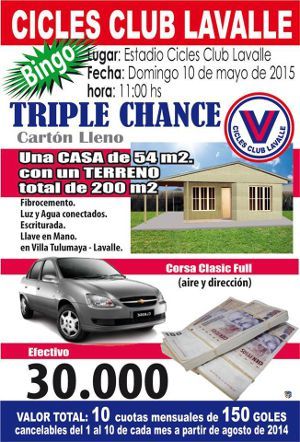 CICLES CLUB LAVALLE
Bingo
Lugar: Estadio Cicles Club Lavalle
Fecha: Domingo 10 de mayo de 2015
hora: 11:00 hs
TRIPLE CHANCE
Cartón Lleno
V
CICLES CLUB LAVALLE
Una CASA de 54 m2.
con un TERRENO
total de 200 m2
Fibrocemento.
Luz y Agua conectados.
Escriturada.
Llave en Mano.
en Villa Tulumaya - Lavalle.
Corsa Clasic Full
(aire y dirección)
Efectivo
30.000
VALOR TOTAL: 10 cuotas mensuales de 150 GOLES
cancelables del 1 al 10 de cada mes a partir de agosto de 2014